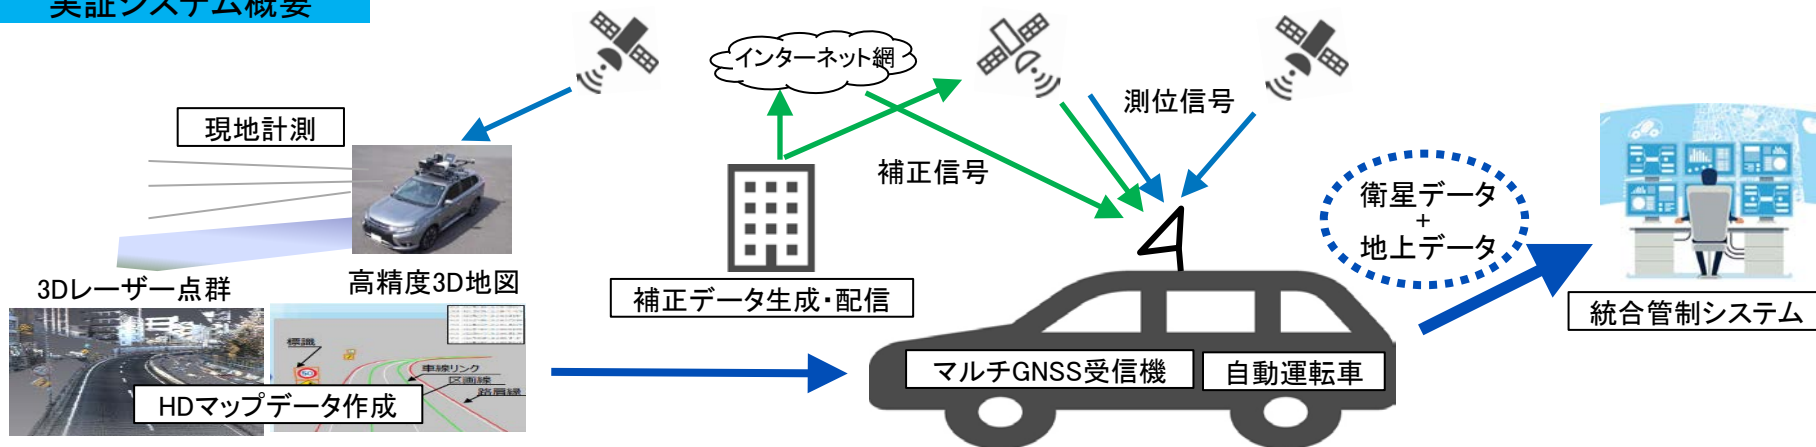 実証システム概要
インターネット網
測位信号
現地計測
補正信号
衛星データ
+
地上データ
3Dレーザー点群
高精度3D地図
補正データ生成・配信
統合管制システム
標識
50
車線リンク
区画線
路肩縁
HDマップデータ作成
マルチGNSS受信機
自動運転車